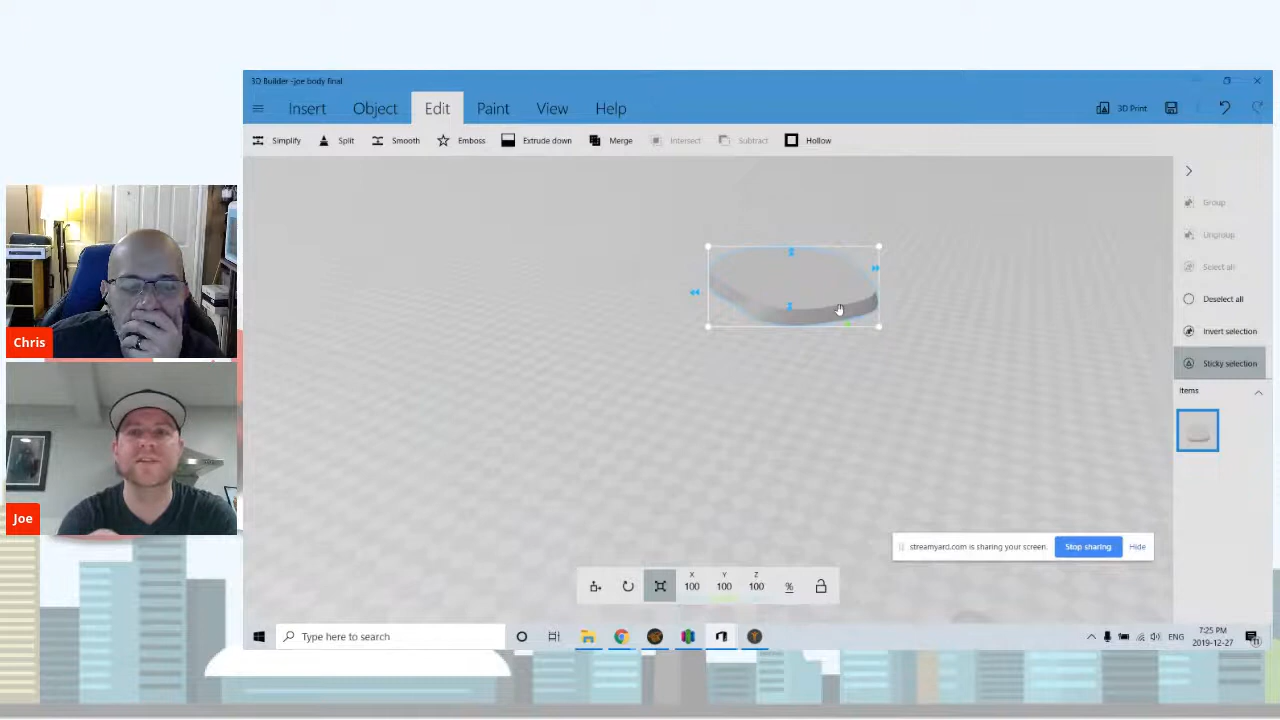 3D Builder -joe body final
Insert Object Edit Paint View Help
3D Print
Simplify Split Smooth Emboss Extrude down Merge Intersect Subtract Hollow
Group
Ungroup
Select all
Deselect all
Invert selection
Sticky selection
Items
Chris
Joe
streamyard.com is sharing your screen. Stop sharing Hide
X Y Z
100 100 100 %
Type here to search
ENG
7:25 PM
2019-12-27